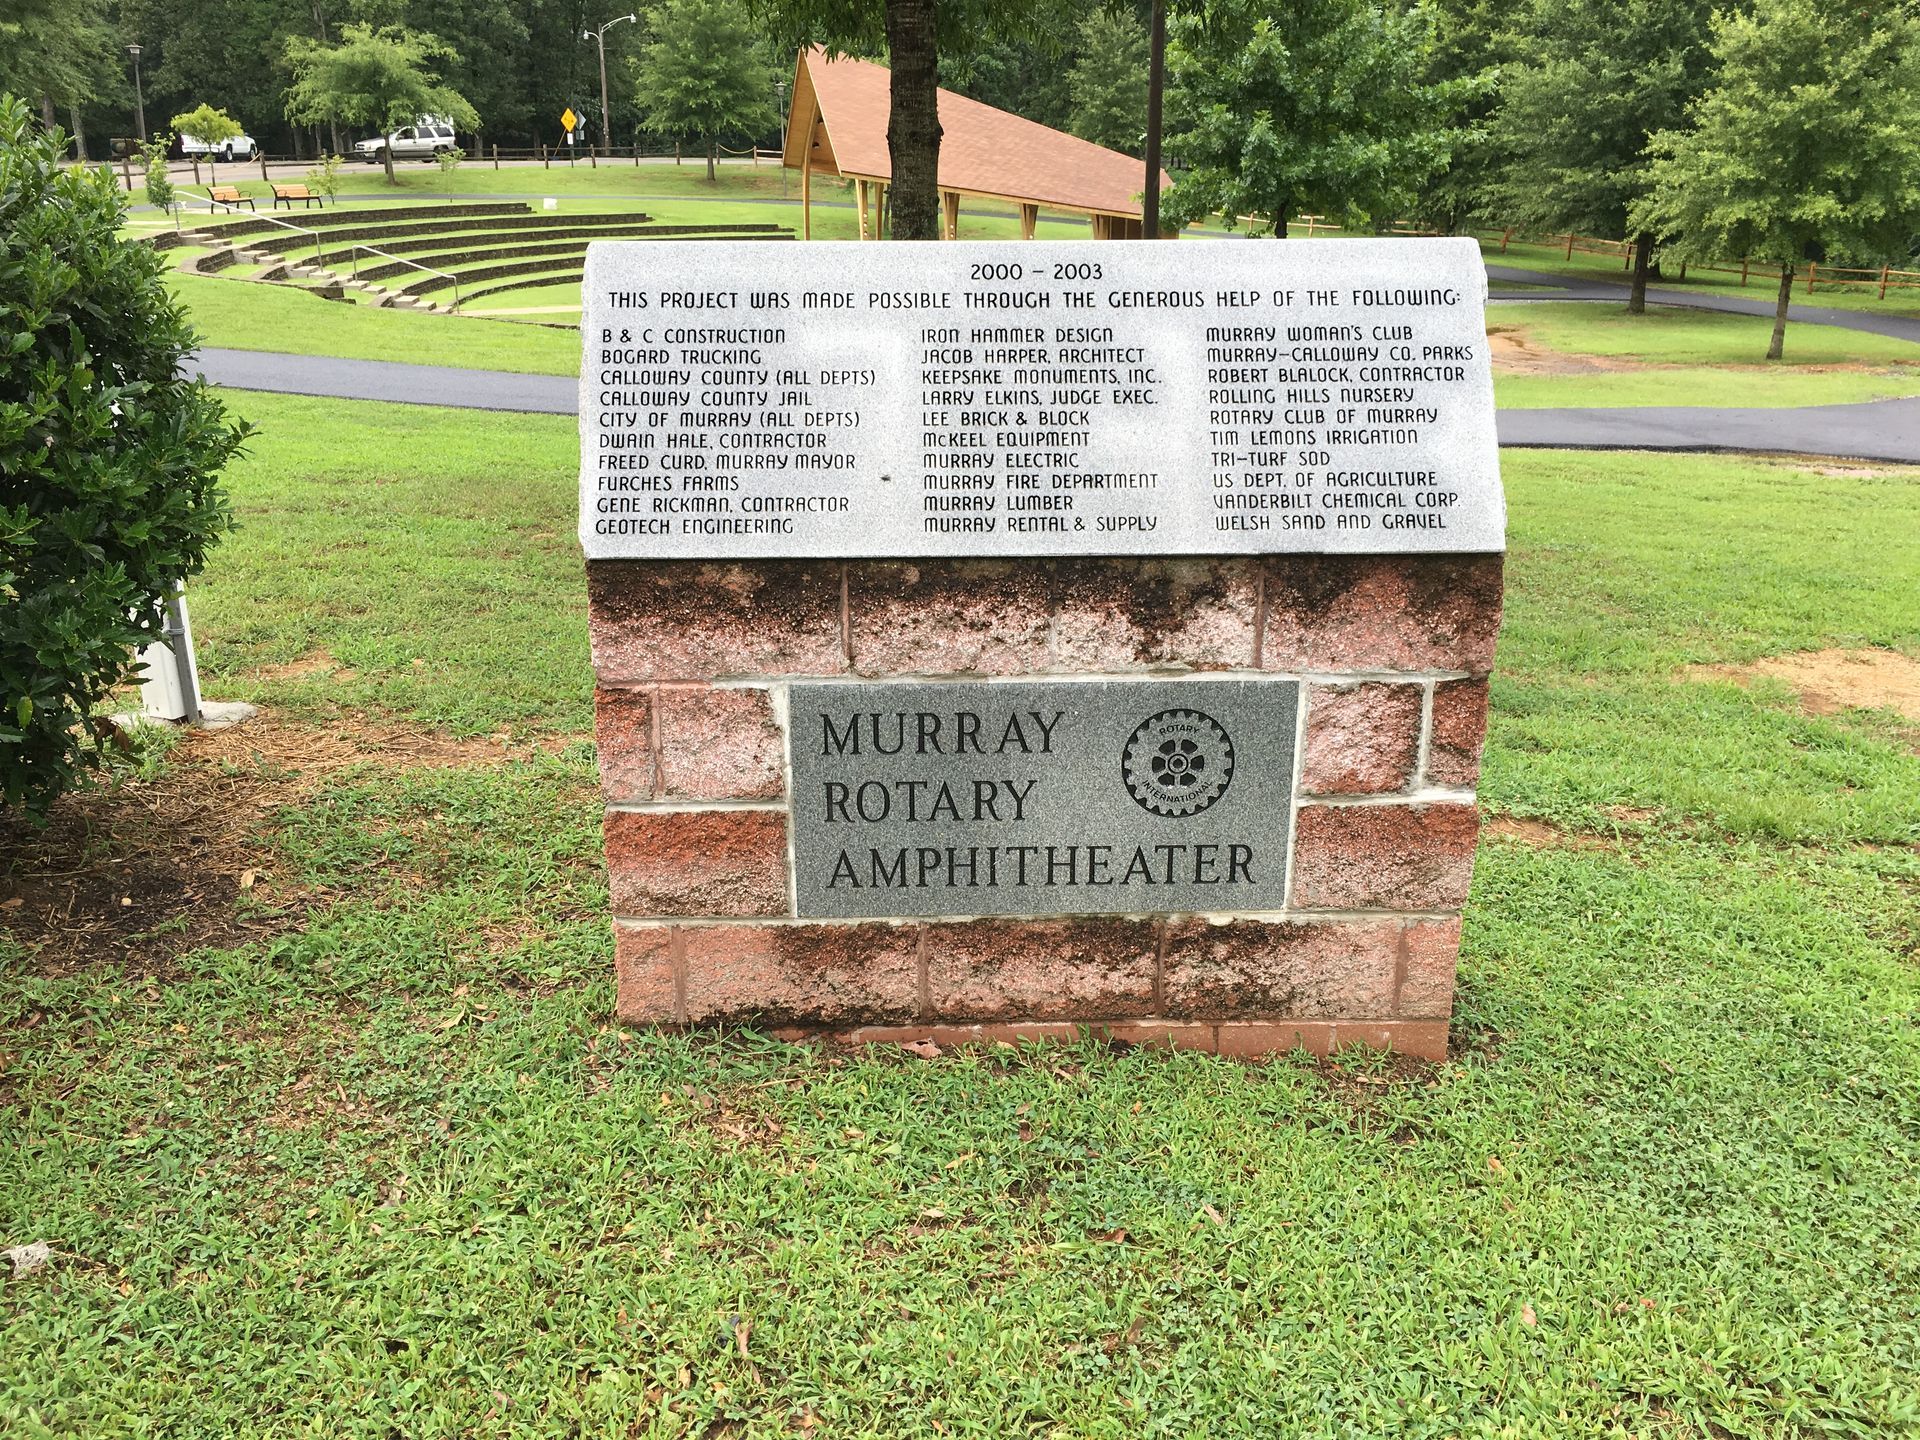 2000 – 2003
THIS PROJECT WAS MADE POSSIBLE THROUGH THE GENEROUS HELP OF THE FOLLOWING:
B & C CONSTRUCTION
BOGARD TRUCKING
CALLOWAY COUNTY (ALL DEPTS)
CALLOWAY COUNTY JAIL
CITY OF MURRAY (ALL DEPTS)
DWAIN HALE, CONTRACTOR
FREED CURD, MURRAY MAYOR
FURCHES FARMS
GENE RICKMAN, CONTRACTOR
GEOTECH ENGINEERING
IRON HAMMER DESIGN
JACOB HARPER, ARCHITECT
KEEPSAKE MONUMENTS, INC.
LARRY ELKINS, JUDGE EXEC.
LEE BRICK & BLOCK
McKEEL EQUIPMENT
MURRAY ELECTRIC
MURRAY FIRE DEPARTMENT
MURRAY LUMBER
MURRAY RENTAL & SUPPLY
MURRAY WOMAN'S CLUB
MURRAY–CALLOWAY CO. PARKS
ROBERT BLALOCK, CONTRACTOR
ROLLING HILLS NURSERY
ROTARY CLUB OF MURRAY
TIM LEMONS IRRIGATION
TRI–TURF SOD
US DEPT. OF AGRICULTURE
VANDERBILT CHEMICAL CORP.
WELSH SAND AND GRAVEL
MURRAY
ROTARY
AMPHITHEATER
ROTARY
INTERNATIONAL